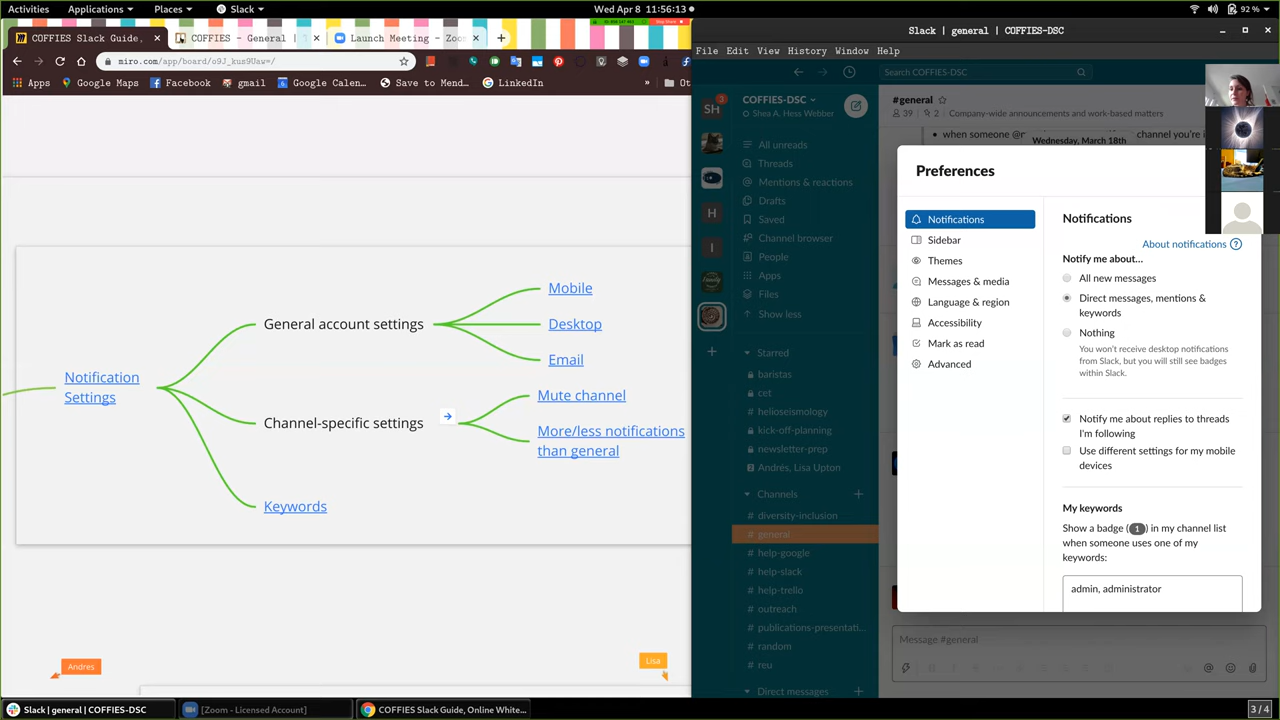 Activities
Applications
Places
Slack
Wed Apr 8 11:56:13
92 %
COFFIES Slack Guide,
COFFIES - General |
Launch Meeting - Zoo
miro.com/app/board/o9J_kus9Uaw=/
Apps
Google Maps
Facebook
gmail
Google Calen...
Save to Mend...
LinkedIn
»
Notification
Settings
General account settings
Mobile
Desktop
Email
Channel-specific settings
Mute channel
More/less notifications
than general
Keywords
Andres
Lisa
Slack | general | COFFIES-DSC
File Edit View History Window Help
Search COFFIES-DSC
SH
3
H
I
COFFIES-DSC
Shea A. Hess Webber
All unreads
Threads
Mentions & reactions
Drafts
Saved
Channel browser
People
Apps
Files
Show less
Starred
baristas
cet
helioseismology
kick-off-planning
newsletter-prep
Andrés, Lisa Upton
Channels
# diversity-inclusion
# general
# help-google
# help-slack
# help-trello
# outreach
# publications-presentati...
# random
# reu
Direct messages
#general
39 | 2 | Company-wide announcements and work-based matters
Wednesday, March 18th
Preferences
Notifications
Sidebar
Themes
Messages & media
Language & region
Accessibility
Mark as read
Advanced
Notifications
About notifications
Notify me about...
All new messages
Direct messages, mentions &
keywords
Nothing
You won't receive desktop notifications
from Slack, but you will still see badges
within Slack.
Notify me about replies to threads
I'm following
Use different settings for my mobile
devices
My keywords
Show a badge 1 in my channel list
when someone uses one of my
keywords:
admin, administrator
Message #general
Slack | general | COFFIES-DSC
[Zoom - Licensed Account]
COFFIES Slack Guide, Online White...
3 / 4